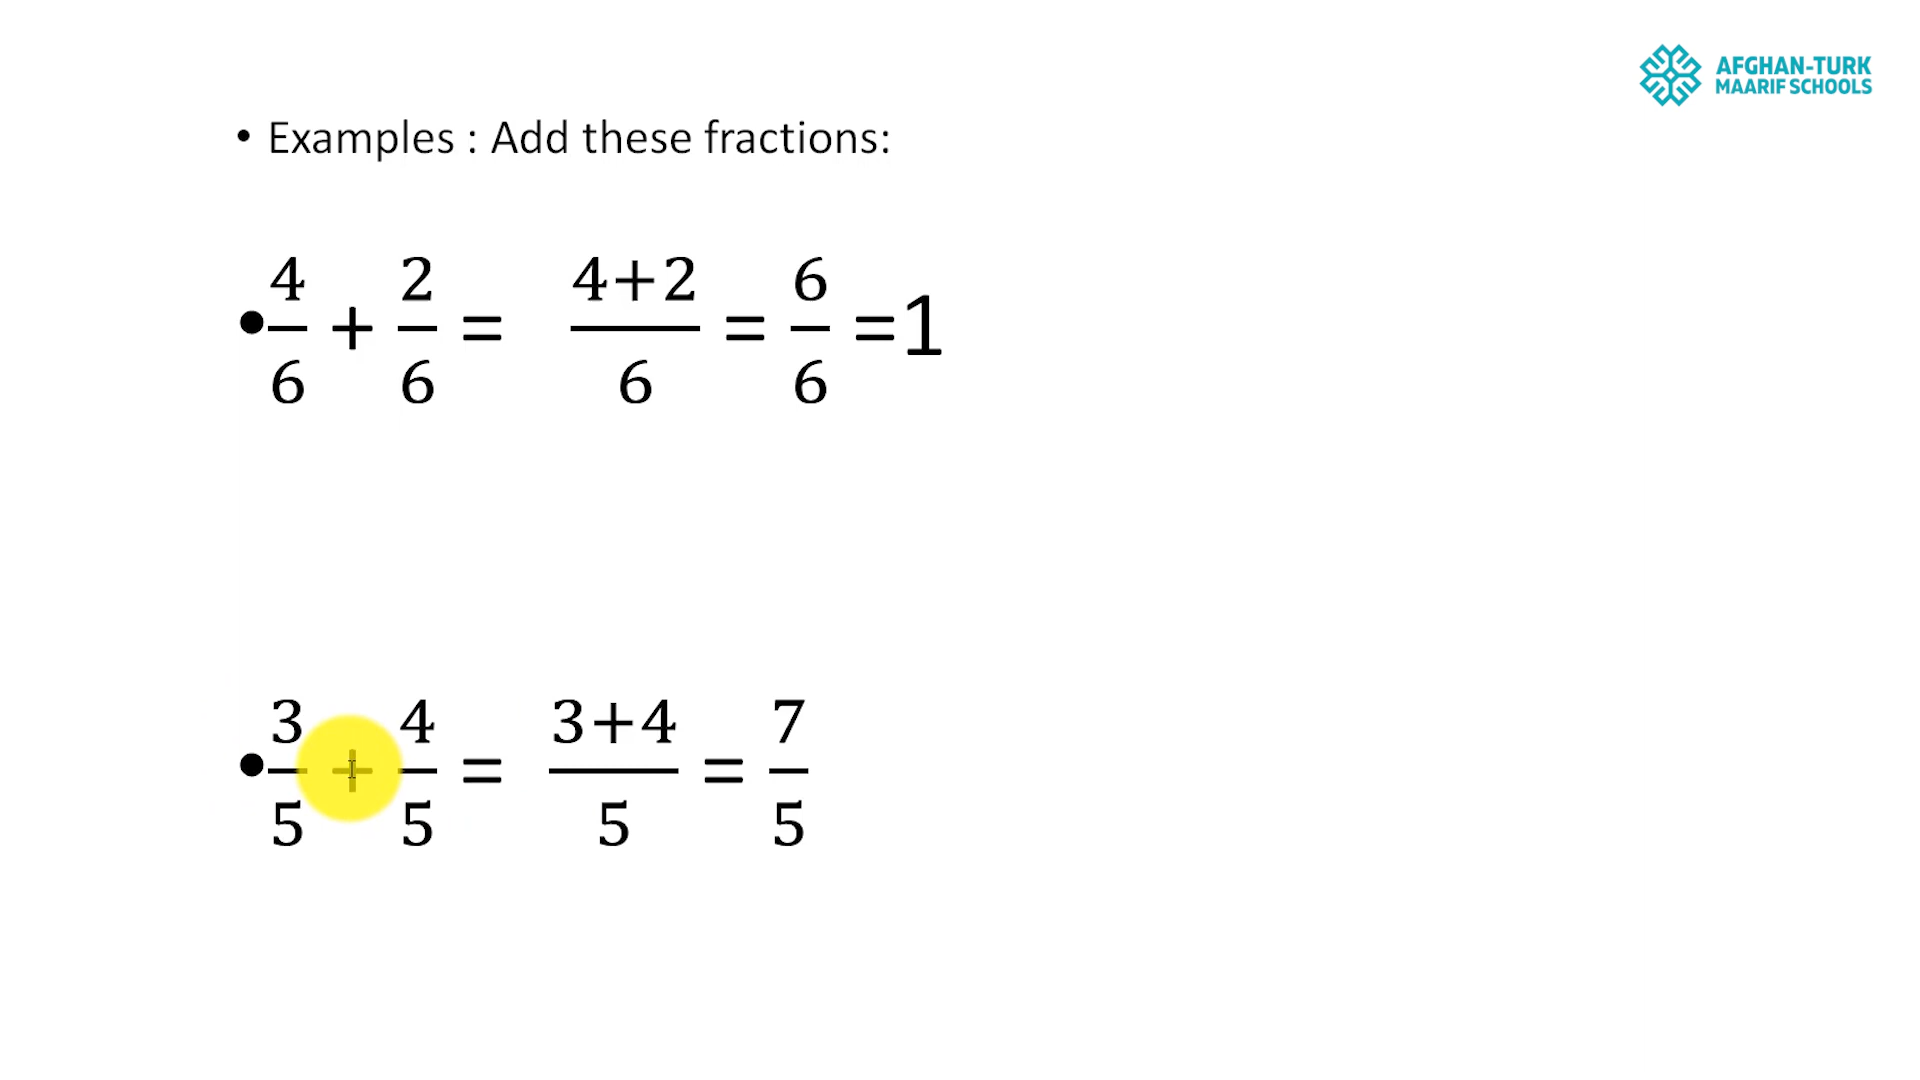 AFGHAN-TURK
MAARIF SCHOOLS
• Examples : Add these fractions:
• 4/6 + 2/6 = 4+2/6 = 6/6 =1
• 3/5 + 4/5 = 3+4/5 = 7/5